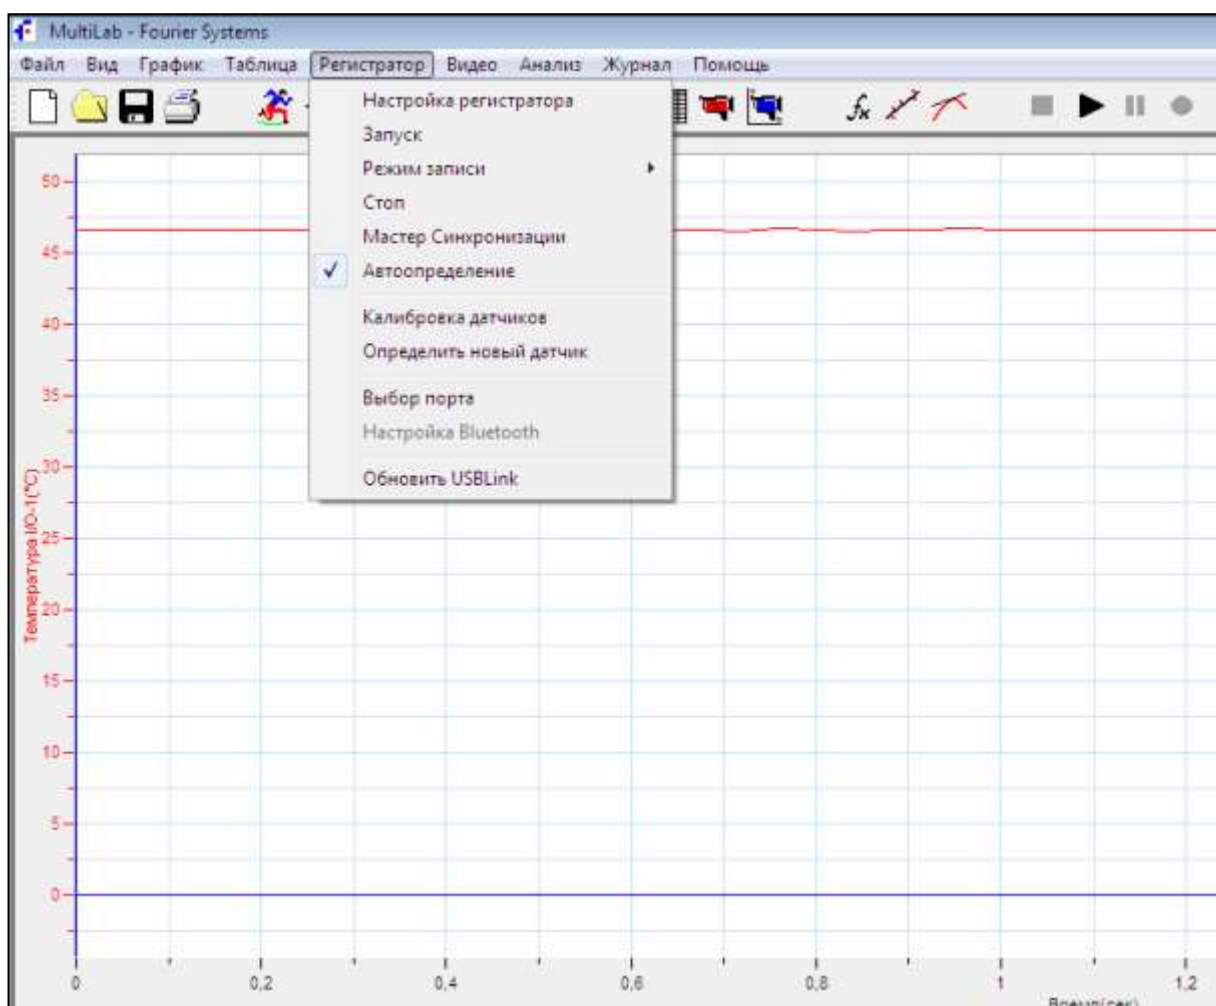 MultiLab - Fourier Systems
Файл Вид График Таблица Регистратор Видео Анализ Журнал Помощь
Настройка регистратора
Запуск
Режим записи
Стоп
Мастер Синхронизации
Автоопределение
Калибровка датчиков
Определить новый датчик
Выбор порта
Настройка Bluetooth
Обновить USBLink
fx
50
45
40
35
30
25
20
15
10
5
0
Температура I/O-1(°C)
0 0,2 0,4 0,6 0,8 1 1,2
Время(сек)